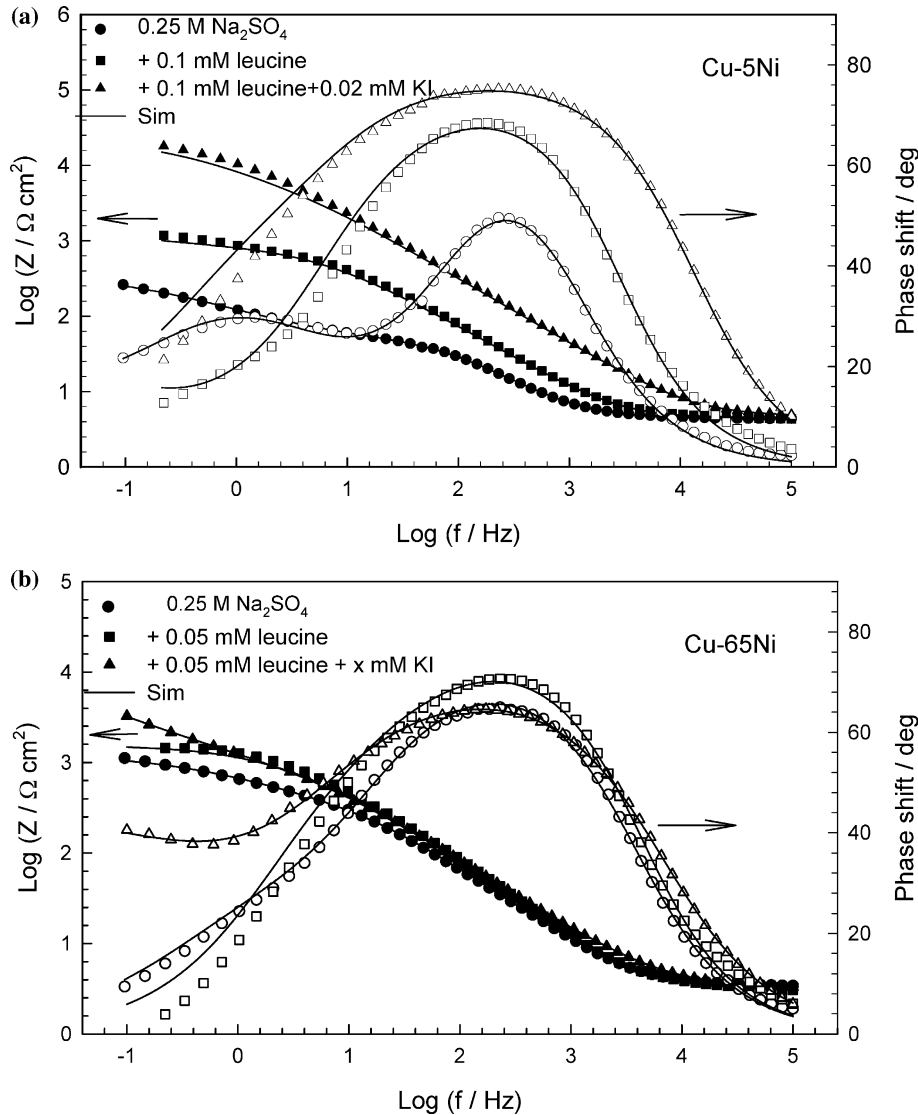 (a)
6
5
4
3
2
1
0
Log (Z / Ω cm²)
0.25 M Na₂SO₄
+ 0.1 mM leucine
+ 0.1 mM leucine+0.02 mM KI
Sim
Cu-5Ni
80
60
40
20
0
Phase shift / deg
-1 0 1 2 3 4 5
Log (f / Hz)
(b)
5
4
3
2
1
0
Log (Z / Ω cm²)
0.25 M Na₂SO₄
+ 0.05 mM leucine
+ 0.05 mM leucine + x mM KI
Sim
Cu-65Ni
80
60
40
20
0
Phase shift / deg
-1 0 1 2 3 4 5
Log (f / Hz)